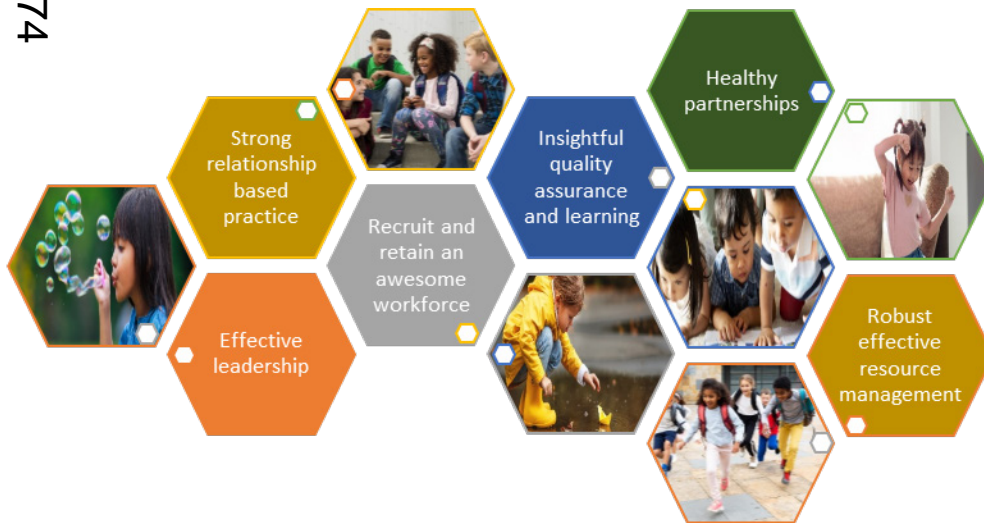 74
Strong
relationship
based
practice
Effective
leadership
Recruit and
retain an
awesome
workforce
Insightful
quality
assurance
and learning
Healthy
partnerships
Robust
effective
resource
management